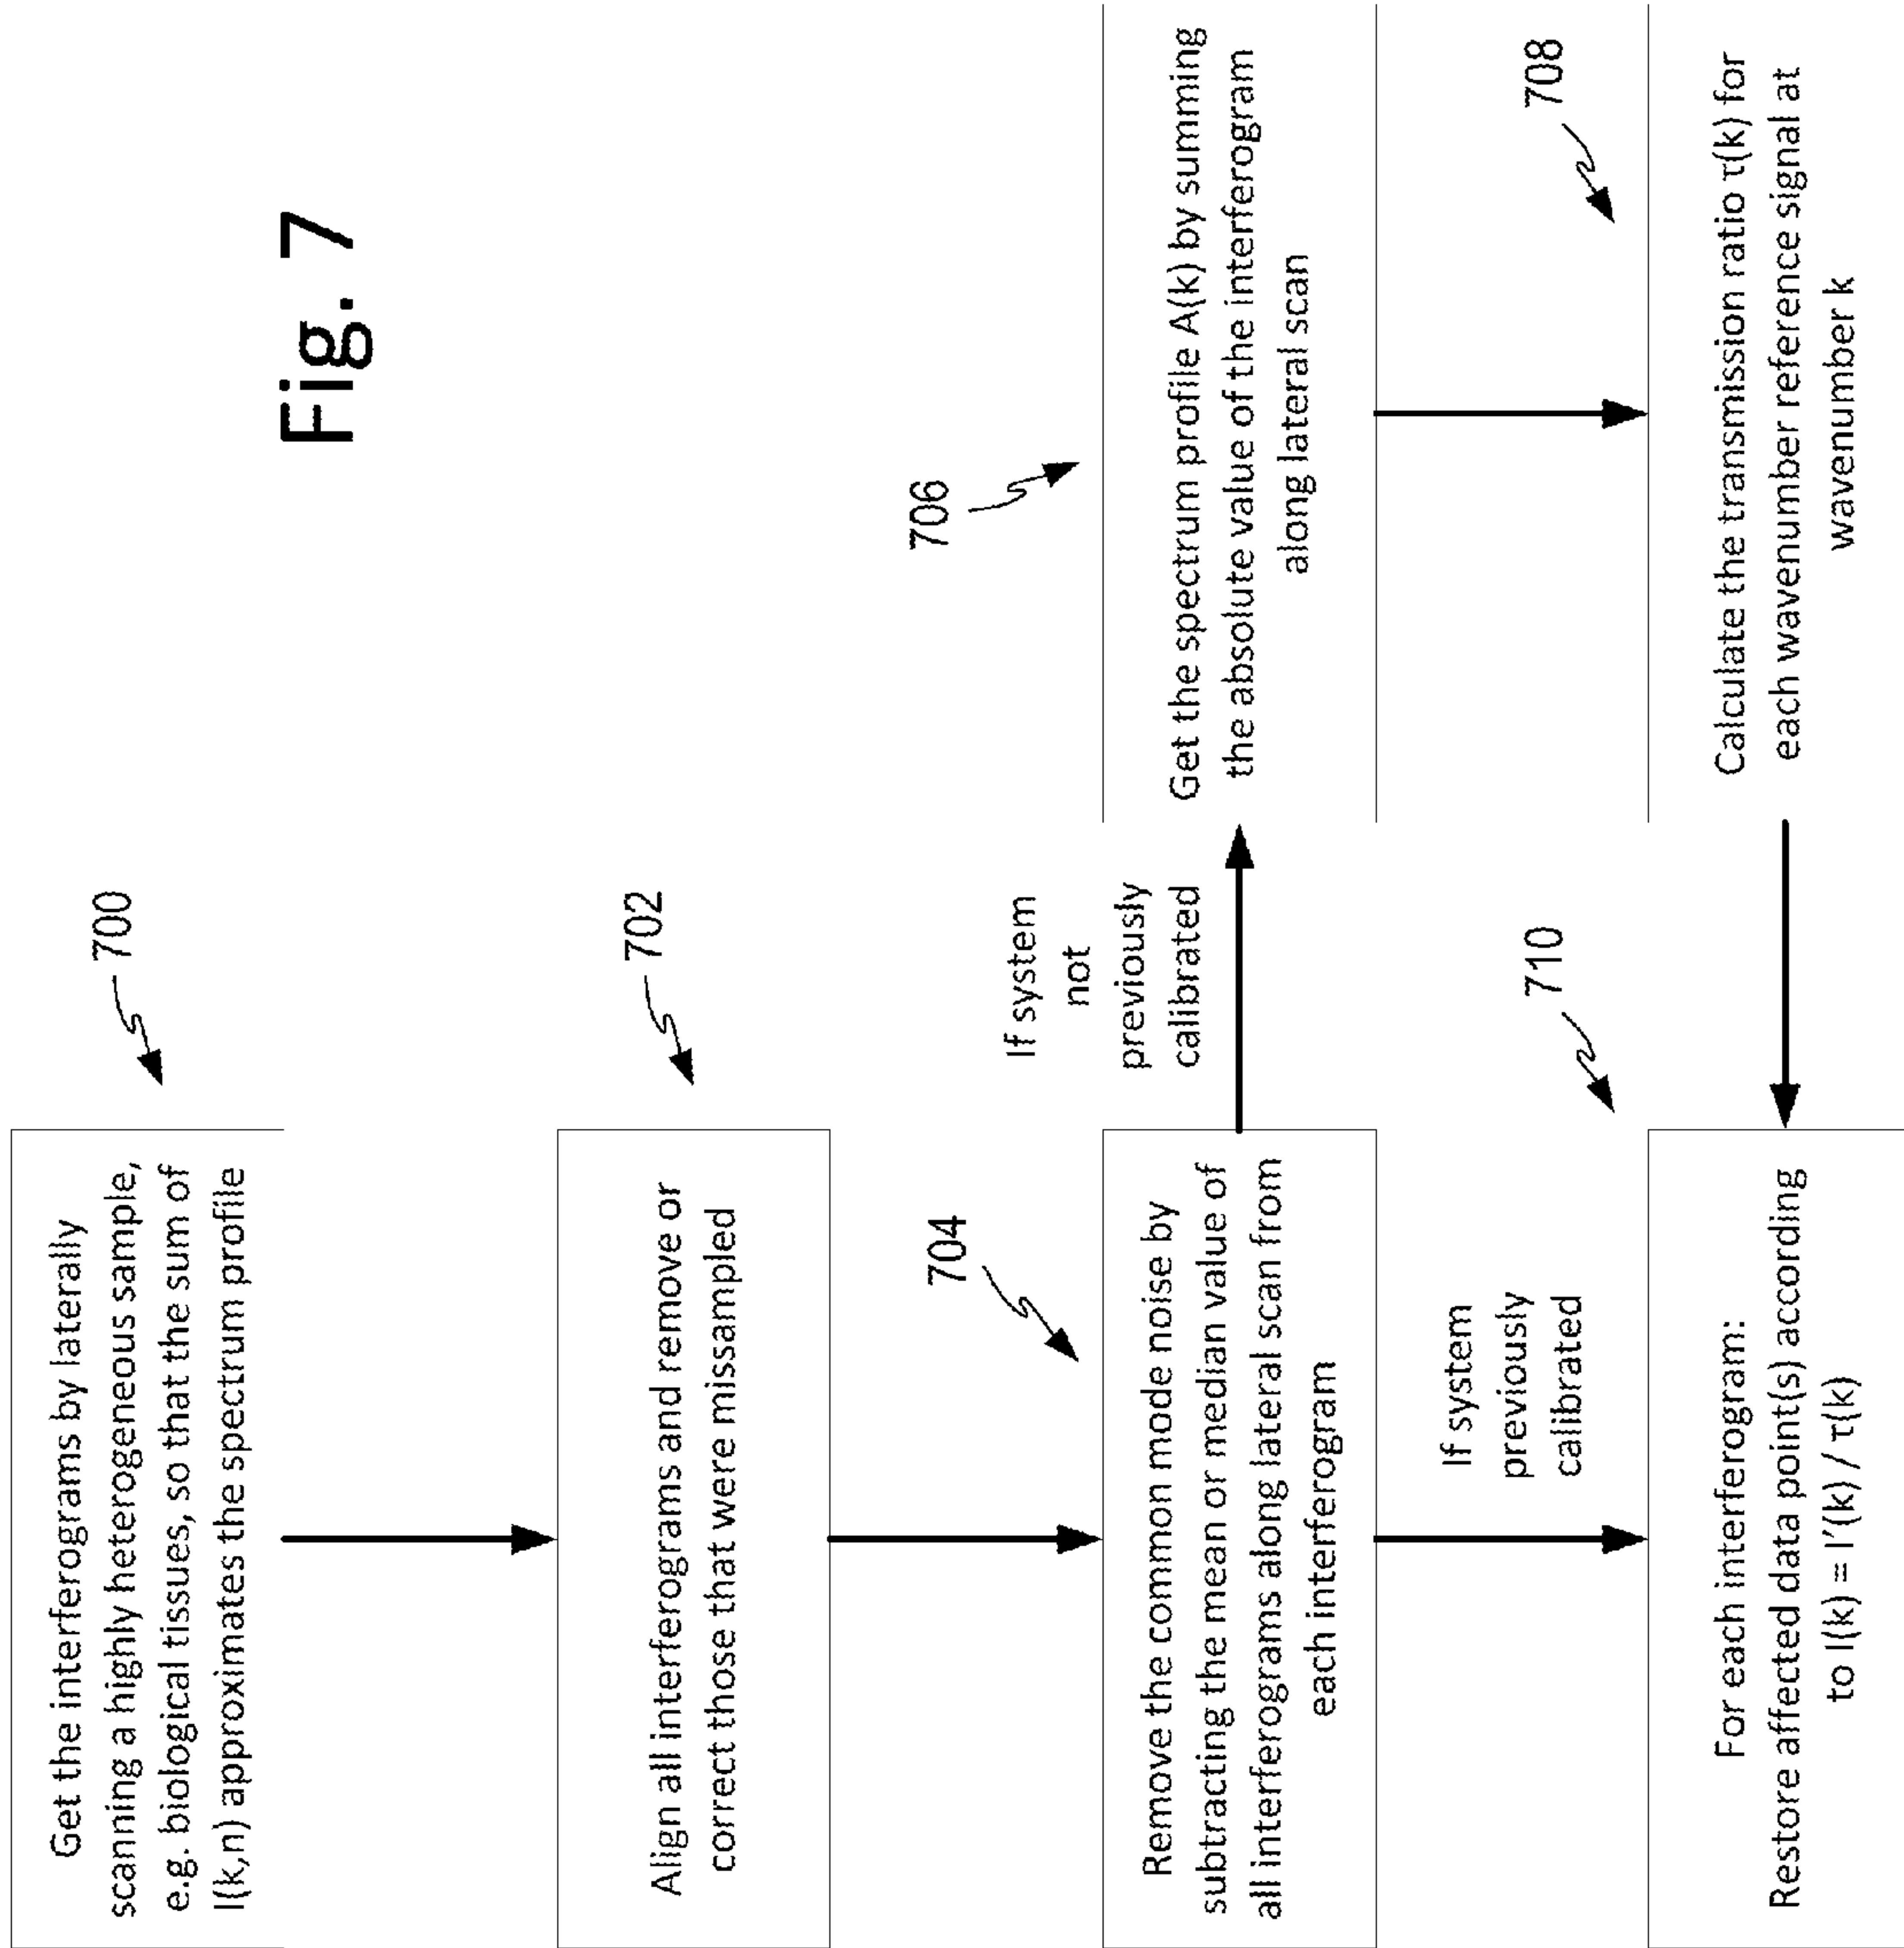 Fig. 7
700
Get the interferograms by laterally
scanning a highly heterogeneous sample,
e.g. biological tissues, so that the sum of
I(k,n) approximates the spectrum profile
702
Align all interferograms and remove or
correct those that were missampled
704
Remove the common mode noise by
subtracting the mean or median value of
all interferograms along lateral scan from
each interferogram
If system
not
previously
calibrated
706
Get the spectrum profile A(k) by summing
the absolute value of the interferogram
along lateral scan
708
Calculate the transmission ratio τ(k) for
each wavenumber reference signal at
wavenumber k
If system
previously
calibrated
710
For each interferogram:
Restore affected data point(s) according
to I(k) = I'(k) / τ(k)